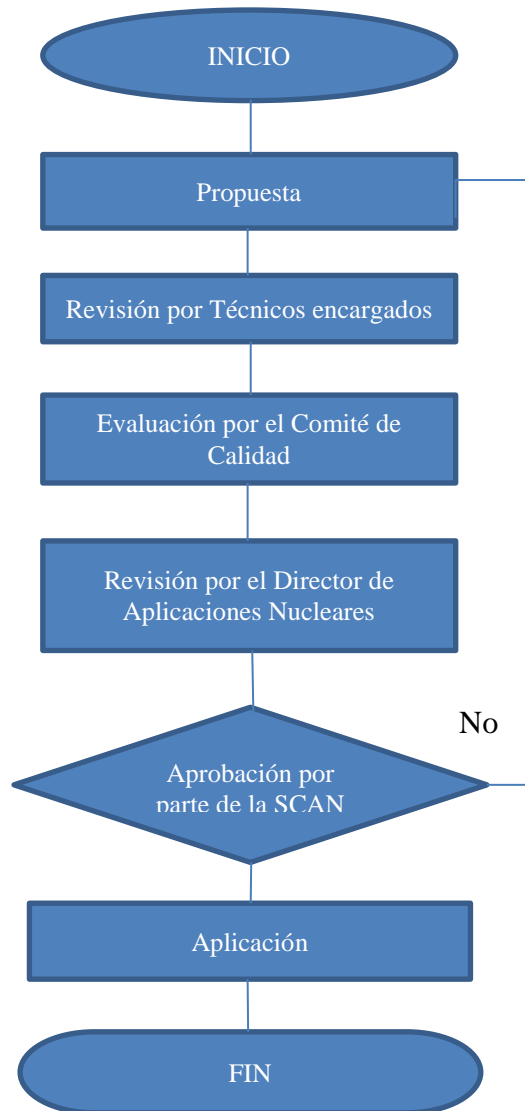 INICIO
Propuesta
Revisión por Técnicos encargados
Evaluación por el Comité de
Calidad
Revisión por el Director de
Aplicaciones Nucleares
No
Aprobación por
parte de la SCAN
Aplicación
FIN